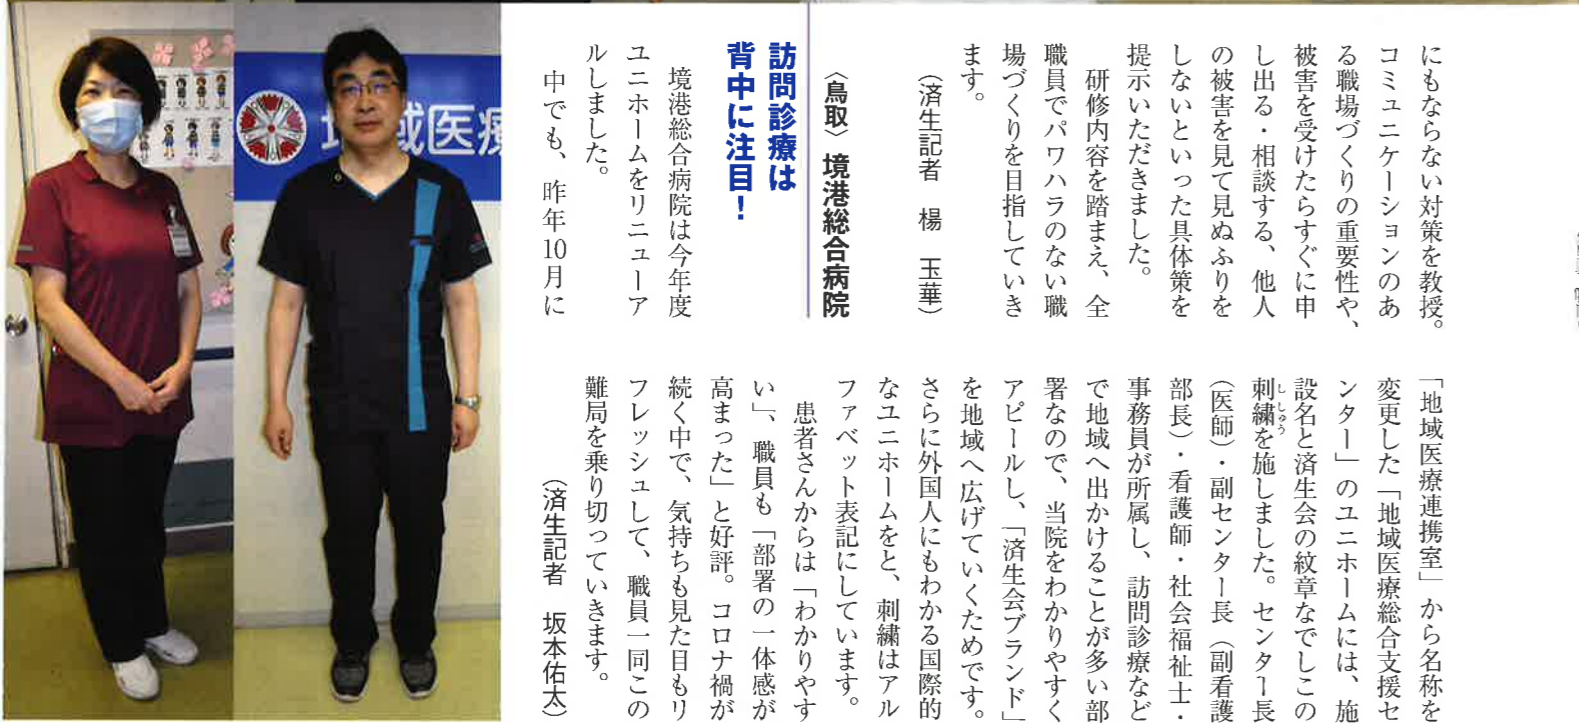 にもならない対策を教授。
コミュニケーションのあ
る職場づくりの重要性や、
被害を受けたらすぐに申
し出る・相談する、他人
の被害を見て見ぬふりを
しないといった具体策を
提示いただきました。
研修内容を踏まえ、全
職員でパワハラのない職
場づくりを目指していき
ます。
（済生記者　楊　玉華）
〈鳥取〉境港総合病院
訪問診療は
背中に注目！
境港総合病院は今年度
ユニホームをリニューア
ルしました。
中でも、昨年10月に
「地域医療連携室」から名称を
変更した「地域医療総合支援セ
ンター」のユニホームには、施
設名と済生会の紋章なでしこの
刺繍を施しました。センター長
ししゅう
（医師）・副センター長（副看護
部長）・看護師・社会福祉士・
事務員が所属し、訪問診療など
で地域へ出かけることが多い部
署なので、当院をわかりやすく
アピールし、「済生会ブランド」
を地域へ広げていくためです。
さらに外国人にもわかる国際的
なユニホームをと、刺繍はアル
ファベット表記にしています。
患者さんからは「わかりやす
い」、職員も「部署の一体感が
高まった」と好評。コロナ禍が
続く中で、気持ちも見た目もリ
フレッシュして、職員一同この
難局を乗り切っていきます。
（済生記者　坂本佑太）
地域医療